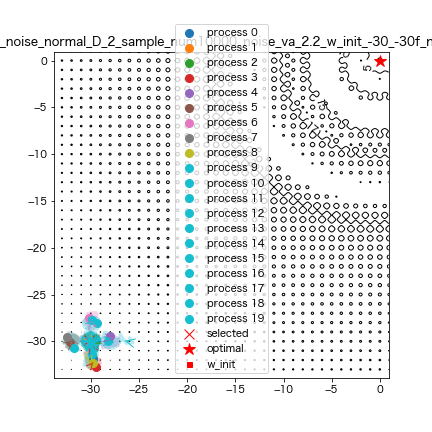 _noise_normal_D_2_sample_num10000_noise_va_2.2_w_init_-30_-30f_n
process 0
process 1
process 2
process 3
process 4
process 5
process 6
process 7
process 8
process 9
process 10
process 11
process 12
process 13
process 14
process 15
process 16
process 17
process 18
process 19
selected
optimal
w_init
0
−5
−10
−15
−20
−25
−30
−30
−25
−20
−15
−10
−5
0
5